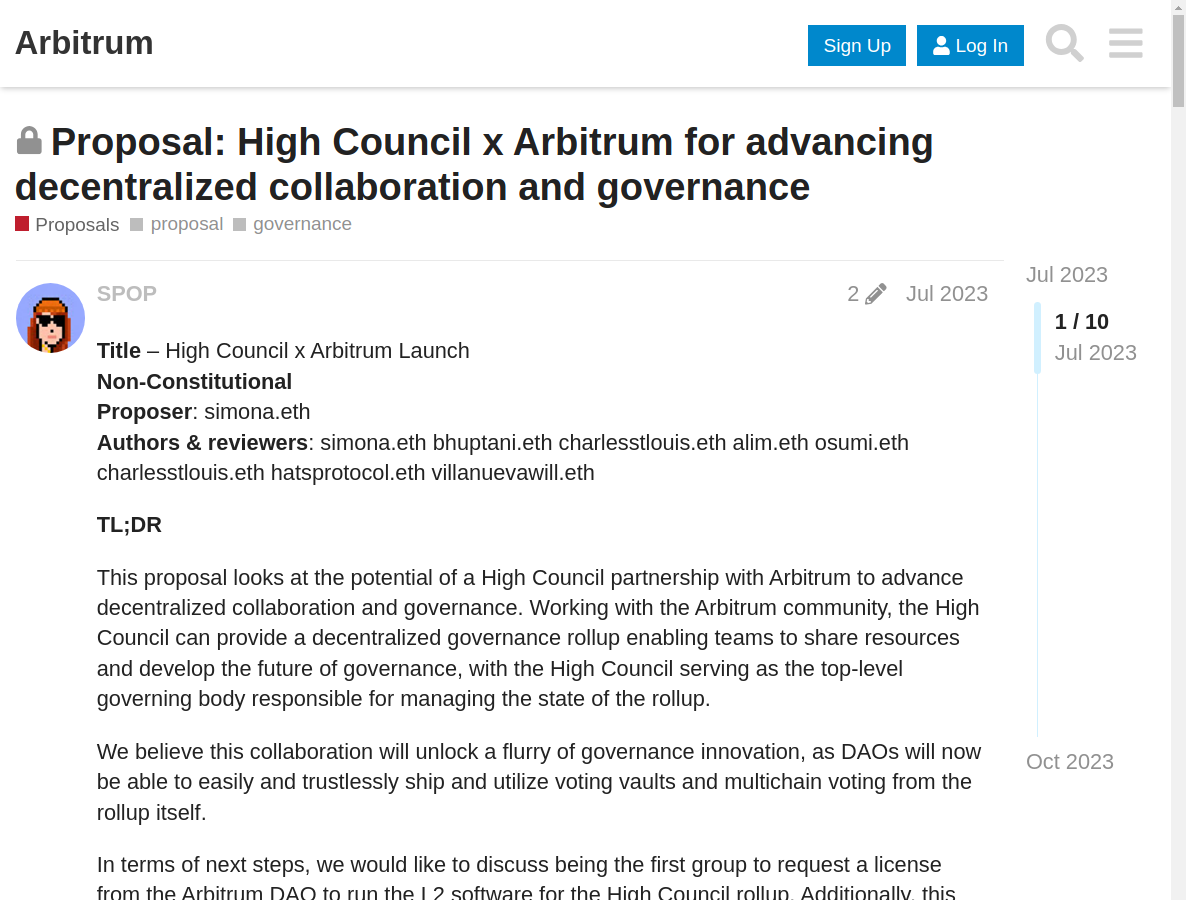 Arbitrum
Sign Up
Log In
Proposal: High Council x Arbitrum for advancing
decentralized collaboration and governance
Proposals proposal governance
Jul 2023
SPOP
2
Jul 2023
1 / 10
Jul 2023
Title – High Council x Arbitrum Launch
Non-Constitutional
Proposer: simona.eth
Authors & reviewers: simona.eth bhuptani.eth charlesstlouis.eth alim.eth osumi.eth
charlesstlouis.eth hatsprotocol.eth villanuevawill.eth
TL;DR
This proposal looks at the potential of a High Council partnership with Arbitrum to advance
decentralized collaboration and governance. Working with the Arbitrum community, the High
Council can provide a decentralized governance rollup enabling teams to share resources
and develop the future of governance, with the High Council serving as the top-level
governing body responsible for managing the state of the rollup.
We believe this collaboration will unlock a flurry of governance innovation, as DAOs will now
be able to easily and trustlessly ship and utilize voting vaults and multichain voting from the
rollup itself.
Oct 2023
In terms of next steps, we would like to discuss being the first group to request a license
from the Arbitrum DAO to run the L2 software for the High Council rollup. Additionally, this